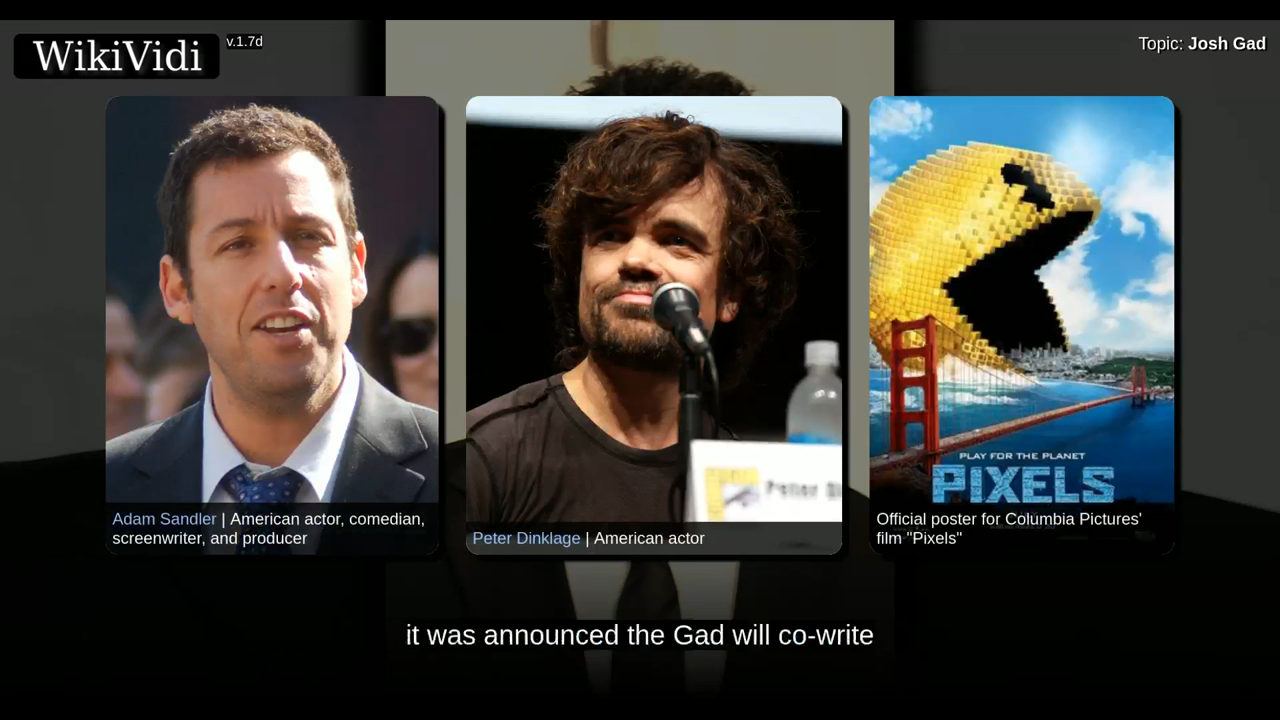 WikiVidi v.1.7d
Topic: Josh Gad
PLAY FOR THE PLANET
PIXELS
Adam Sandler | American actor, comedian,
screenwriter, and producer
Peter Dinklage | American actor
Official poster for Columbia Pictures'
film "Pixels"
it was announced the Gad will co-write